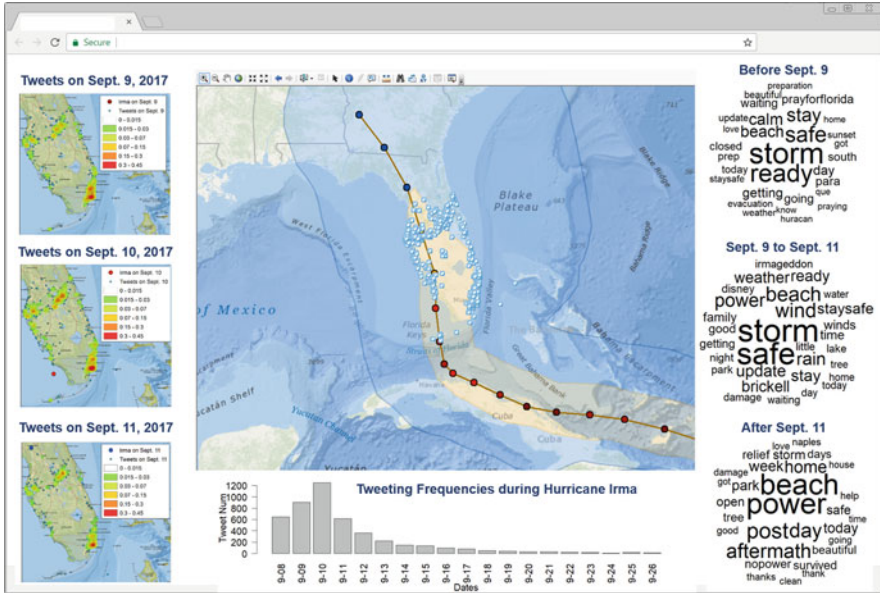 Secure
Tweets on Sept. 9, 2017
Irma on Sept. 9
Tweets on Sept. 9
0 - 0.015
0.015 - 0.03
0.03 - 0.07
0.07 - 0.15
0.15 - 0.3
0.3 - 0.45
Tweets on Sept. 10, 2017
Irma on Sept. 10
Tweets on Sept. 10
0 - 0.015
0.015 - 0.03
0.03 - 0.07
0.07 - 0.15
0.15 - 0.3
0.3 - 0.45
Tweets on Sept. 11, 2017
Irma on Sept. 11
Tweets on Sept. 11
0 - 0.015
0.015 - 0.03
0.03 - 0.07
0.07 - 0.15
0.15 - 0.3
0.3 - 0.45
Blake Plateau
Blake Ridge
Bahama Ridge
West Florida Escarpment
of Mexico
Florida Valley
Florida Keys
The Ba
Bahama Escarpment
Great Bahama Bank
Havana
Yucatán Shelf
Yucatan Channel
Cuba
Cuba
Yucatán
Tweeting Frequencies during Hurricane Irma
Tweet Num
1200
1000
800
600
400
200
0
9-08
9-09
9-10
9-11
9-12
9-13
9-14
9-15
9-16
9-17
9-18
9-19
9-20
9-21
9-22
9-23
9-24
9-25
9-26
Dates
Before Sept. 9
preparation
beautiful
waiting prayforflorida
update calm stay home
love beach safe sunset
closed storm got
prep south
today ready day
staysafe para
getting going que
evacuation praying
weather know
huracan
Sept. 9 to Sept. 11
irmageddon
weather ready
disney beach water
power wind staysafe
family
good storm winds
time
getting little lake
night safe rain tree
park update stay home
brickell today
damage waiting day
After Sept. 11
love naples
relief storm days
damage week home house
got park beach
open power help
safe
tree time
good postday today
going
aftermath beautiful
nopower survived
thanks clean thank